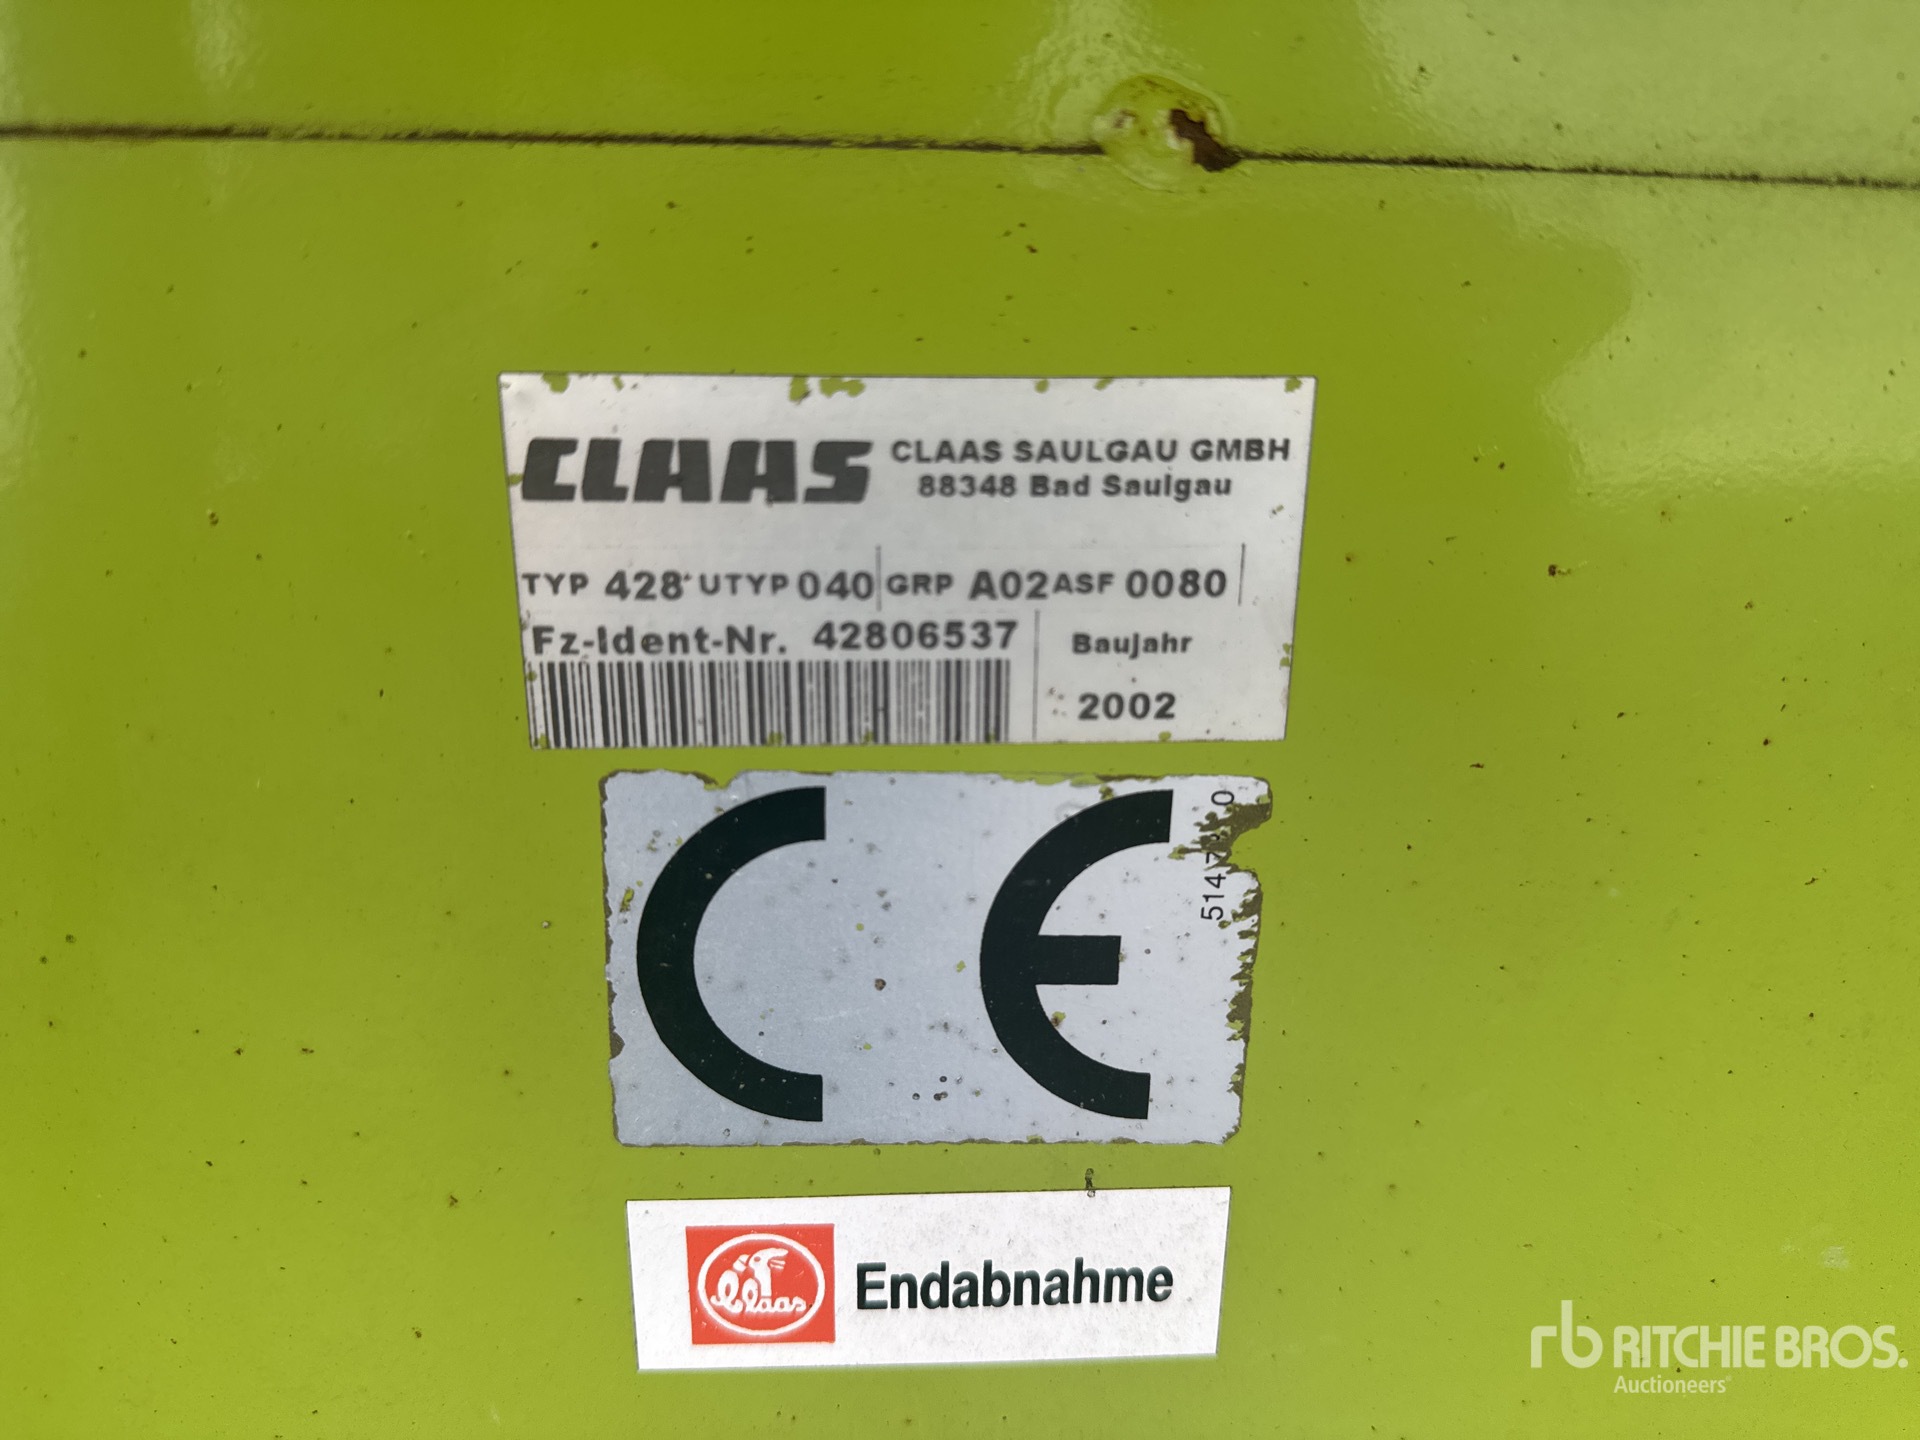 CLAAS CLAAS SAULGAU GMBH
88348 Bad Saulgau
TYP 428 UTYP 040 GRP A02 ASF 0080
Fz-Ident-Nr. 42806537 Baujahr
2002
CE
Claas Endabnahme
rb RITCHIE BROS.
Auctioneers